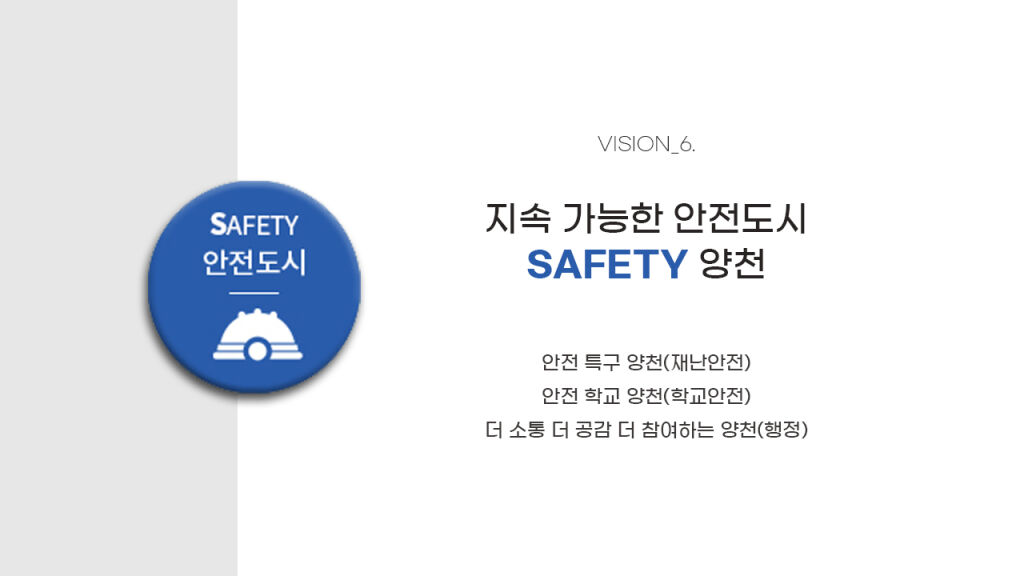 SAFETY
안전도시
VISION_6.
지속 가능한 안전도시
SAFETY 양천
안전 특구 양천(재난안전)
안전 학교 양천(학교안전)
더 소통 더 공감 더 참여하는 양천(행정)